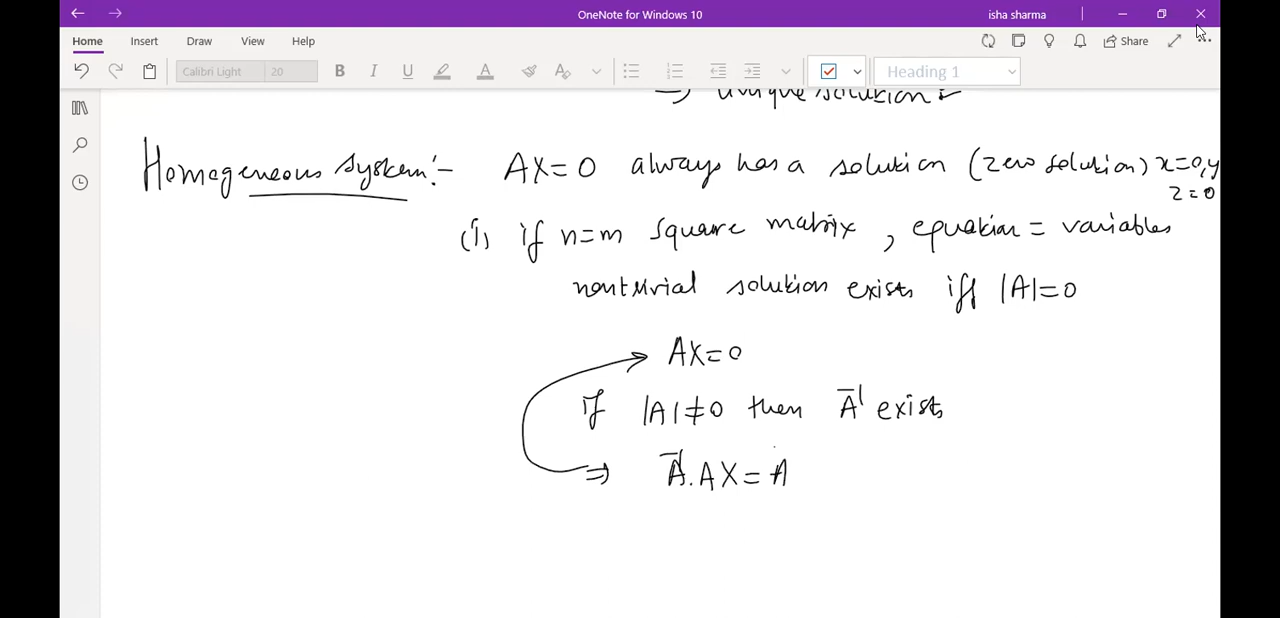 OneNote for Windows 10
isha sharma
Home Insert Draw View Help
Share
Calibri Light 20 B I U A A Heading 1
⇒ unique solution
Homogeneous system:- AX=0 always has a solution (zero solution) x=0, y
z=0
(1) if n=m square matrix, equation = variables
nontrivial solution exists iff |A|=0
AX=0
If |A|≠0 then A⁻¹ exists
⇒ A⁻¹.AX=A